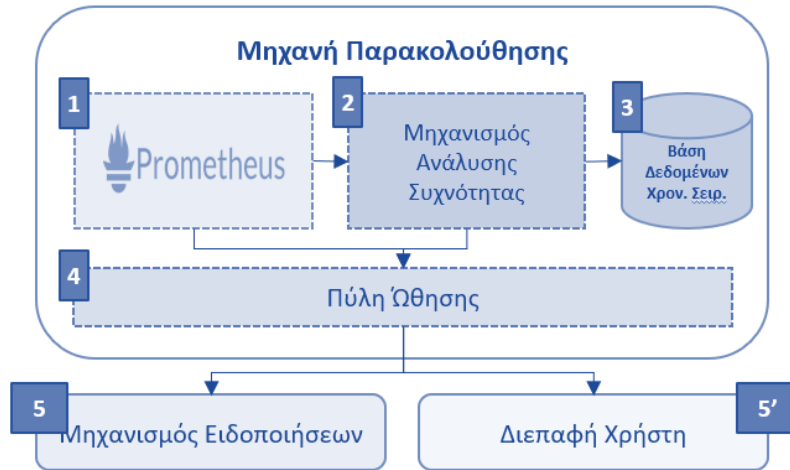 Μηχανή Παρακολούθησης
1
Prometheus
2
Μηχανισμός
Ανάλυσης
Συχνότητας
3
Βάση
Δεδομένων
Χρον. Σειρ.
4
Πύλη Ώθησης
5
Μηχανισμός Ειδοποιήσεων
Διεπαφή Χρήστη
5’